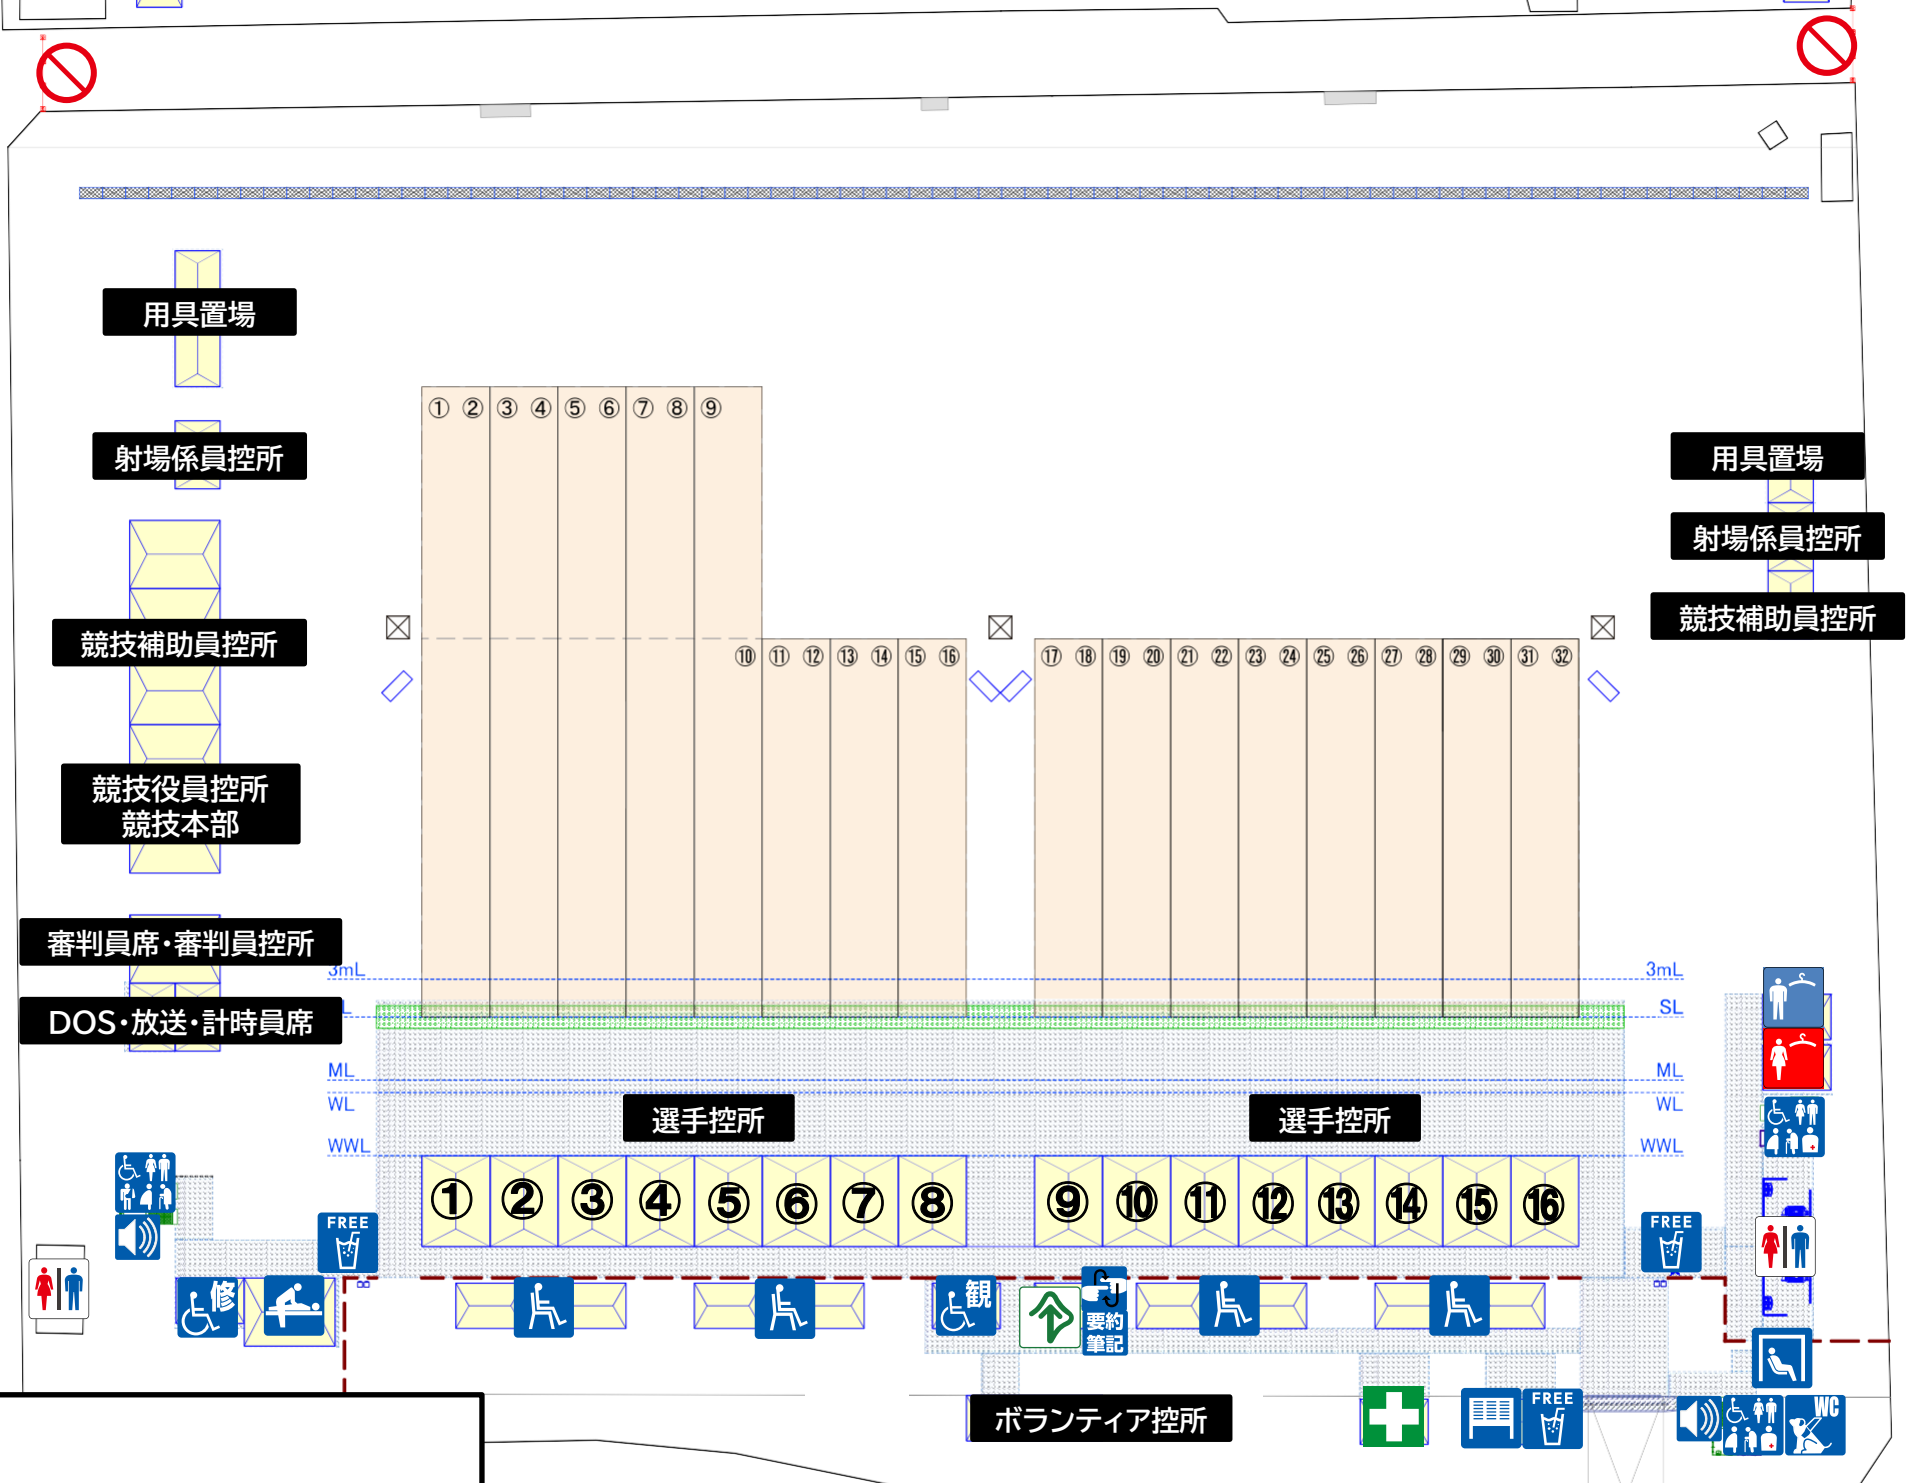 用具置場
射場係員控所
競技補助員控所
競技役員控所
競技本部
審判員席・審判員控所
DOS・放送・計時員席
用具置場
射場係員控所
競技補助員控所
① ② ③ ④ ⑤ ⑥ ⑦ ⑧ ⑨
⑩ ⑪ ⑫ ⑬ ⑭ ⑮ ⑯ ⑰ ⑱ ⑲ ⑳ ㉑ ㉒ ㉓ ㉔ ㉕ ㉖ ㉗ ㉘ ㉙ ㉚ ㉛ ㉜
3mL 3mL
L SL
ML ML
WL WL
選手控所 選手控所
WWL WWL
① ② ③ ④ ⑤ ⑥ ⑦ ⑧ ⑨ ⑩ ⑪ ⑫ ⑬ ⑭ ⑮ ⑯
FREE FREE
修
観
要約
筆記
ボランティア控所
FREE
WC